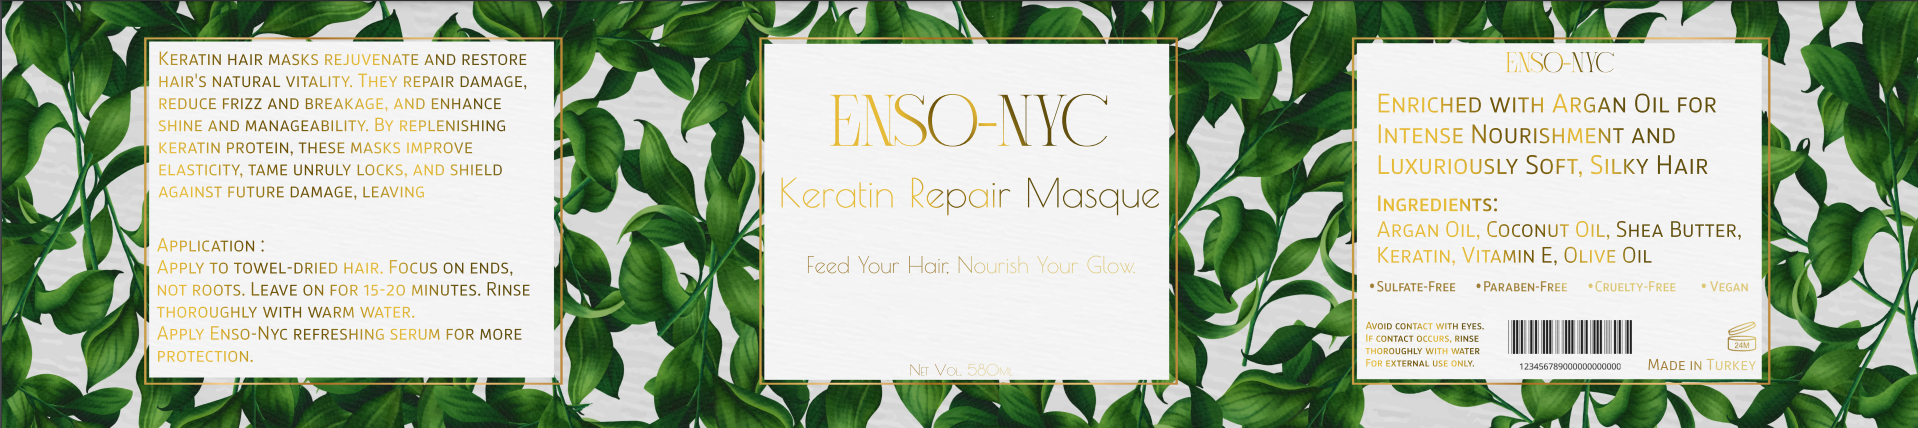 Keratin hair masks rejuvenate and restore
hair's natural vitality. They repair damage,
reduce frizz and breakage, and enhance
shine and manageability. By replenishing
keratin protein, these masks improve
elasticity, tame unruly locks, and shield
against future damage, leaving
Application :
Apply to towel-dried hair. Focus on ends,
not roots. Leave on for 15-20 minutes. Rinse
thoroughly with warm water.
Apply Enso-Nyc refreshing serum for more
protection.
ENSO-NYC
Keratin Repair Masque
Feed Your Hair, Nourish Your Glow.
Net Vol 580ml
ENSO-NYC
Enriched with Argan Oil for
Intense Nourishment and
Luxuriously Soft, Silky Hair
Ingredients:
Argan Oil, Coconut Oil, Shea Butter,
Keratin, Vitamin E, Olive Oil
•Sulfate-Free •Paraben-Free •Cruelty-Free •Vegan
Avoid contact with eyes.
If contact occurs, rinse
thoroughly with water
For external use only.
12345678900000000000
24M
Made in Turkey